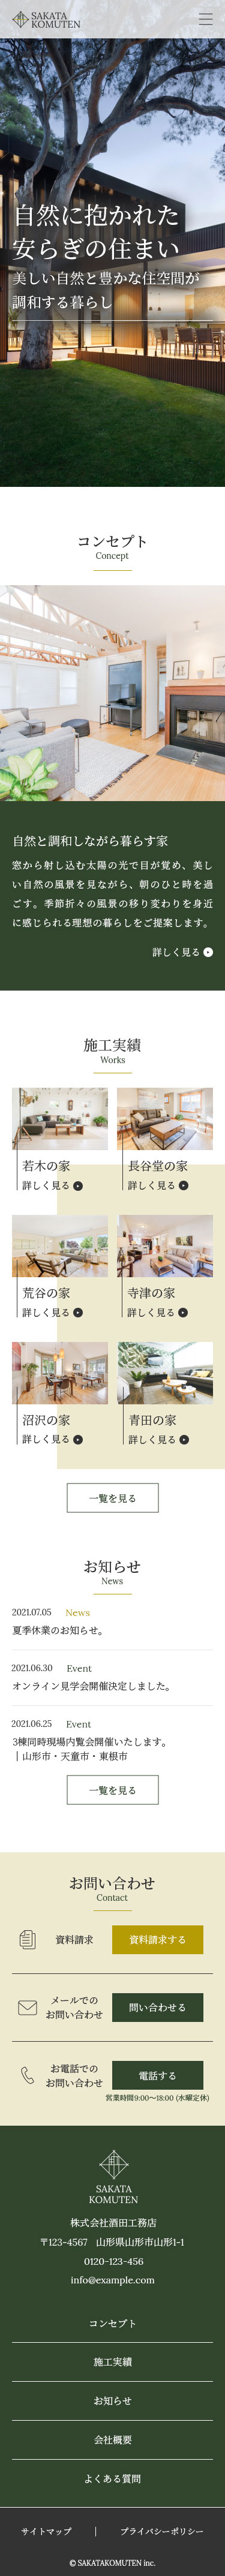 SAKATA
KOMUTEN
自然に抱かれた
安らぎの住まい
美しい自然と豊かな住空間が
調和する暮らし
コンセプト
Concept
自然と調和しながら暮らす家
窓から射し込む太陽の光で目が覚め、美し
い自然の風景を見ながら、朝のひと時を過
ごす。季節折々の風景の移り変わりを身近
に感じられる理想の暮らしをご提案します。
詳しく見る
施工実績
Works
若木の家
詳しく見る
長谷堂の家
詳しく見る
荒谷の家
詳しく見る
寺津の家
詳しく見る
沼沢の家
詳しく見る
青田の家
詳しく見る
一覧を見る
お知らせ
News
2021.07.05 News
夏季休業のお知らせ。
2021.06.30 Event
オンライン見学会開催決定しました。
2021.06.25 Event
3棟同時現場内覧会開催いたします。
｜山形市・天童市・東根市
一覧を見る
お問い合わせ
Contact
資料請求
資料請求する
メールでの
お問い合わせ
問い合わせる
お電話での
お問い合わせ
電話する
営業時間9:00〜18:00 (水曜定休)
SAKATA
KOMUTEN
株式会社酒田工務店
〒123-4567 山形県山形市山形1-1
0120-123-456
info@example.com
コンセプト
施工実績
お知らせ
会社概要
よくある質問
サイトマップ ｜ プライバシーポリシー
© SAKATAKOMUTEN inc.